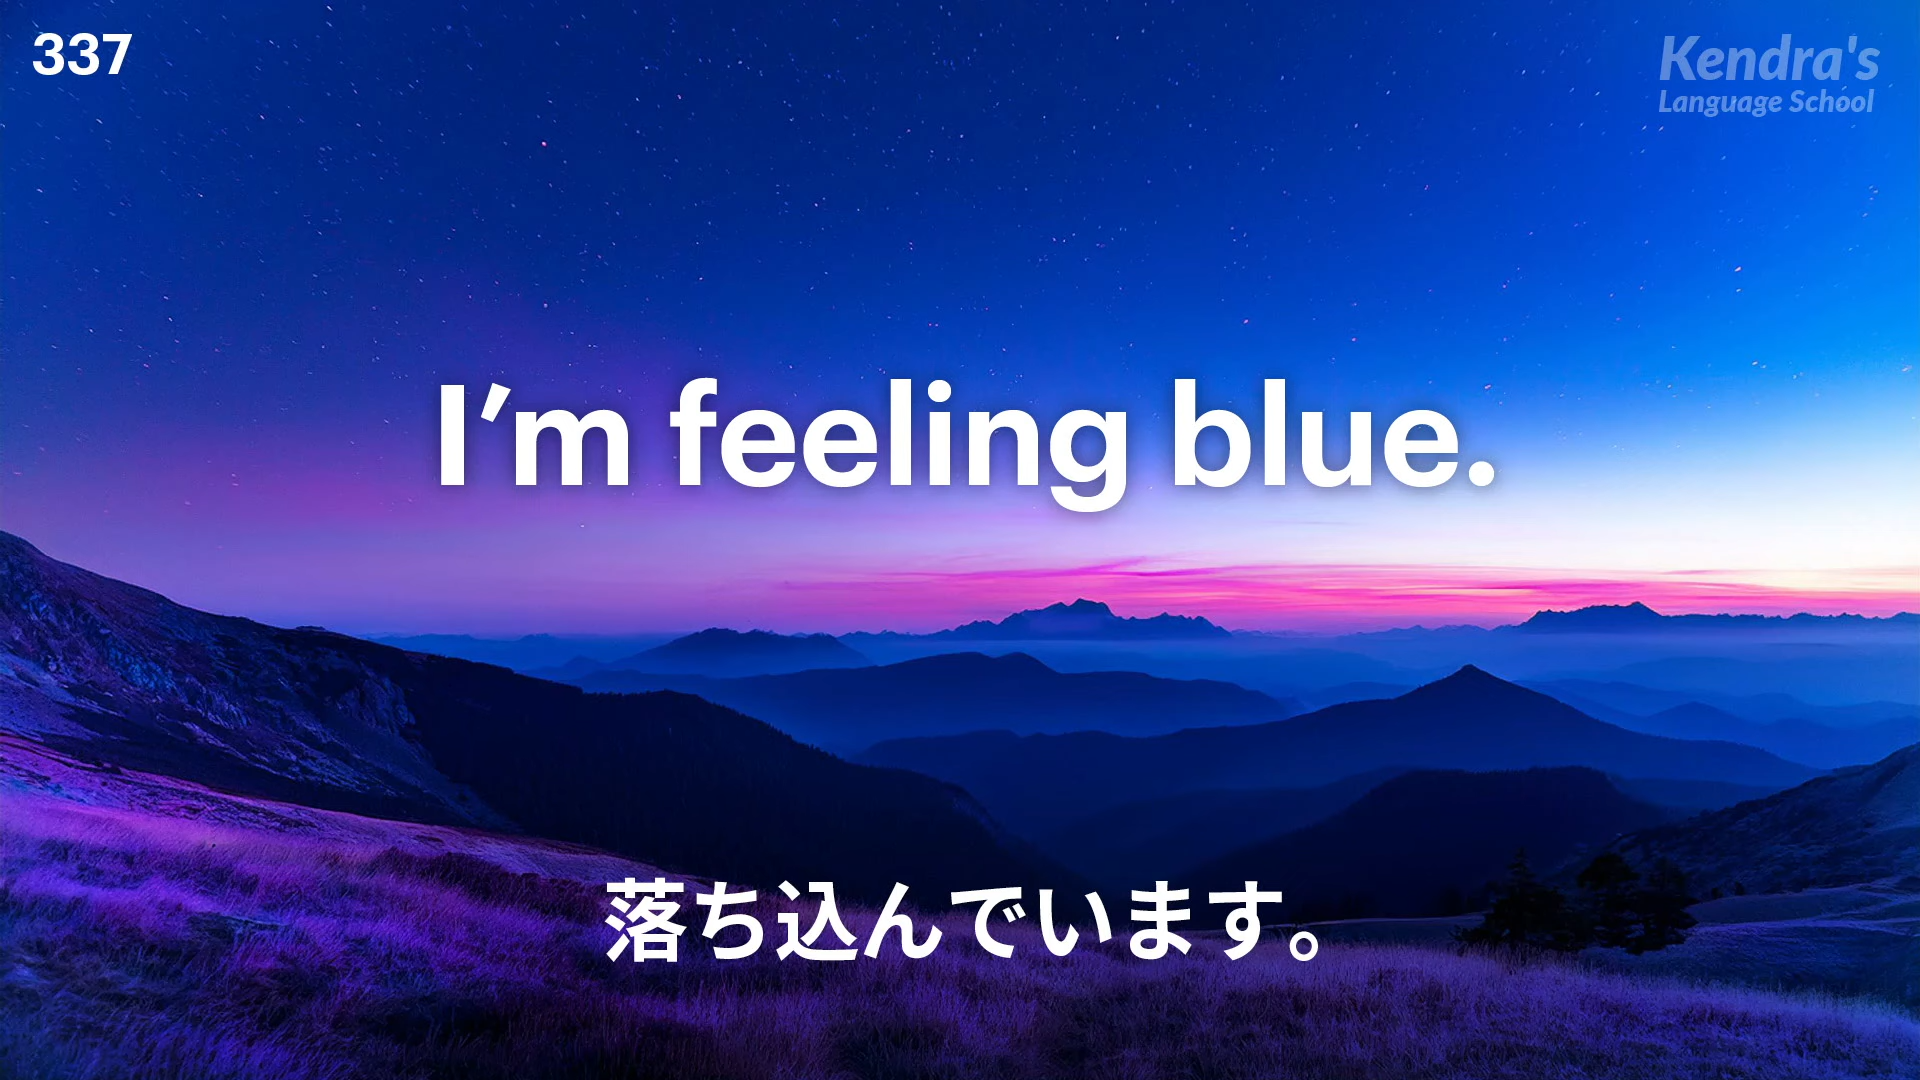 337
Kendra's
Language School
I’m feeling blue.
落ち込んでいます。